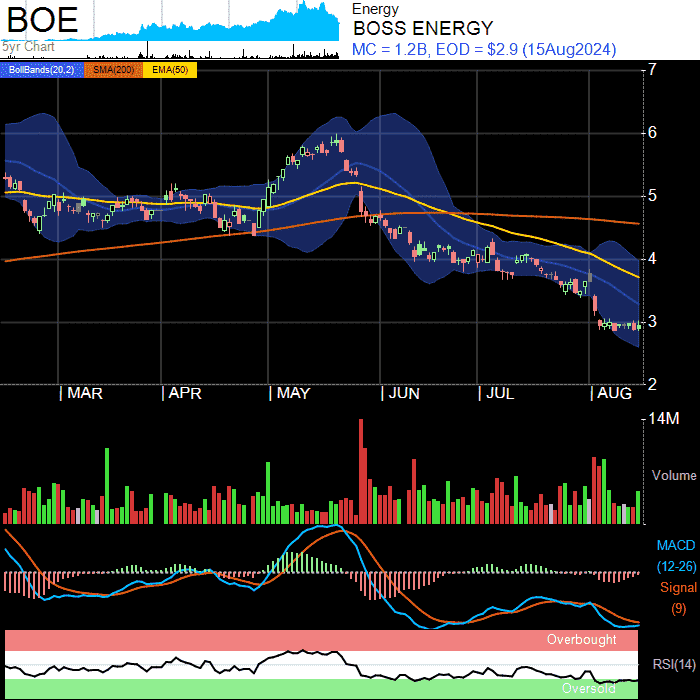 BOE
5yr Chart
Energy
BOSS ENERGY
MC = 1.2B, EOD = $2.9 (15Aug2024)
BollBands(20,2) SMA(200) EMA(50)
7
6
5
4
3
2
MAR APR MAY JUN JUL AUG
14M
Volume
MACD
(12-26)
Signal
(9)
Overbought
RSI(14)
Oversold